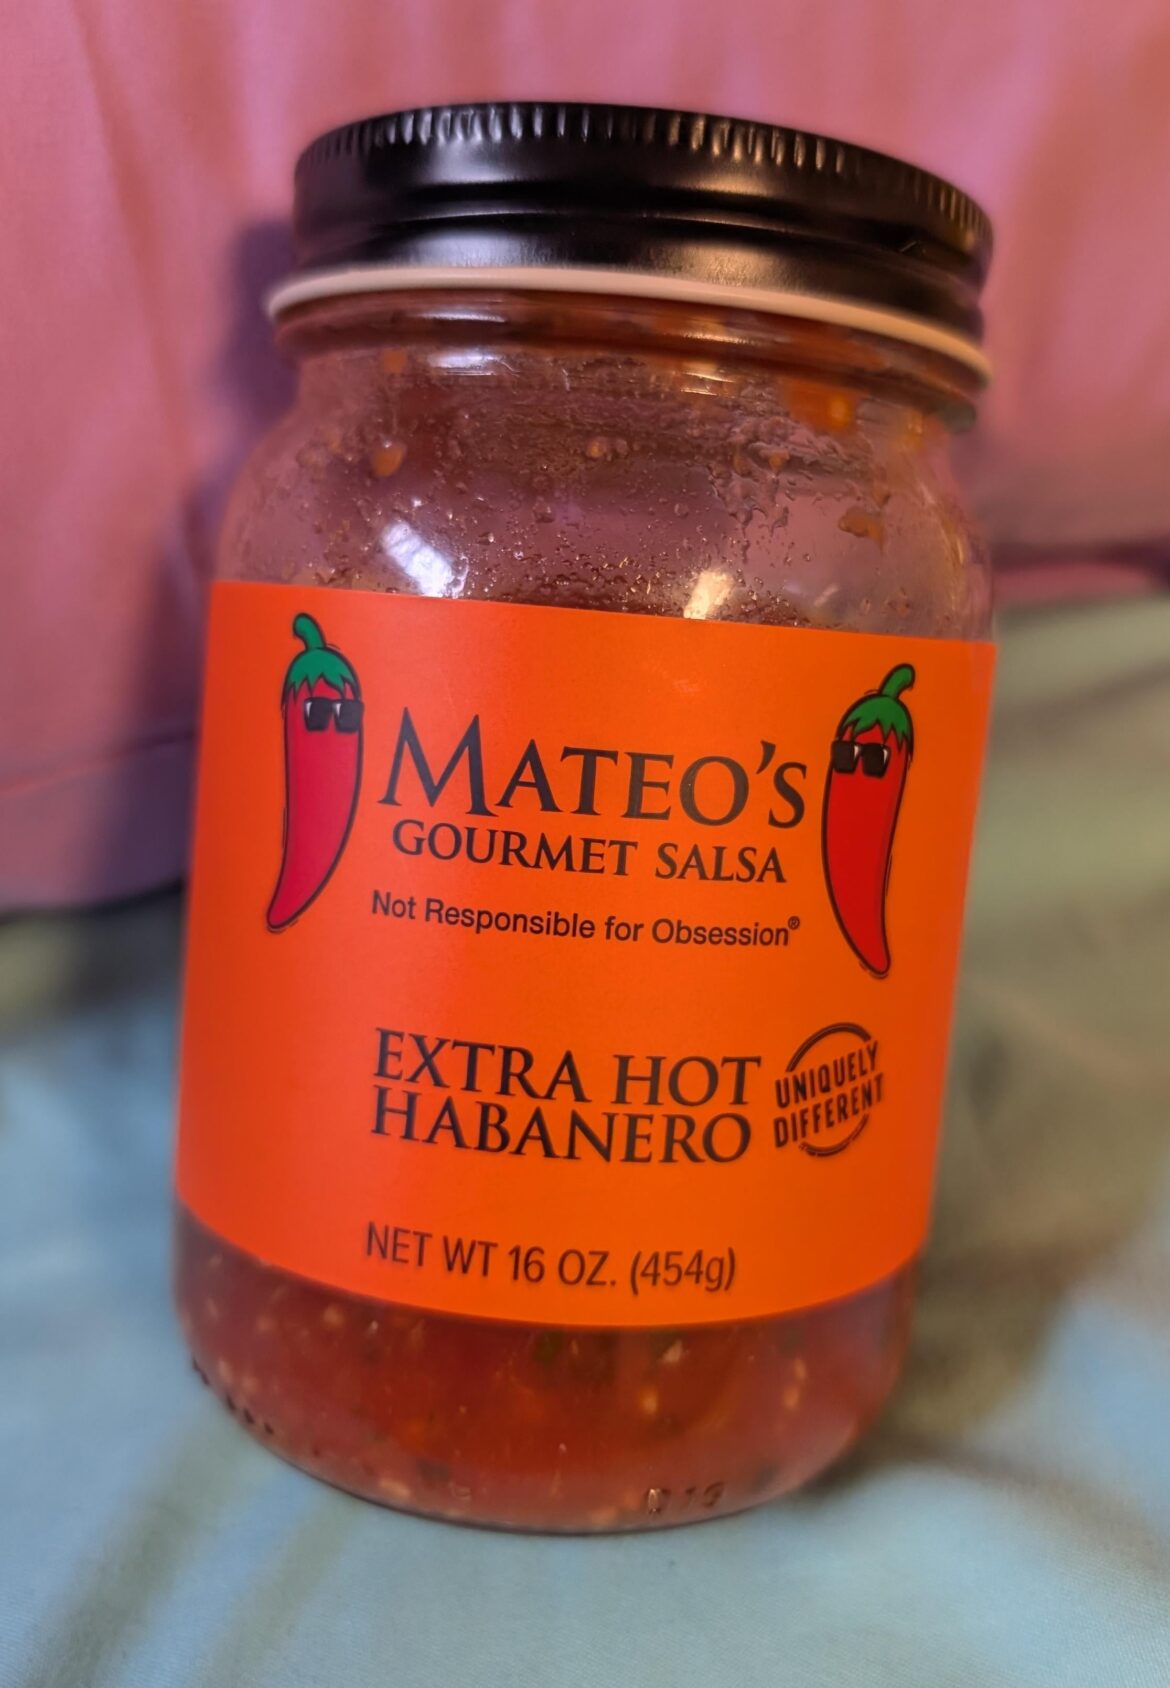 MATEO'S
GOURMET SALSA
Not Responsible for Obsession®
EXTRA HOT
HABANERO
UNIQUELY
DIFFERENT
NET WT 16 OZ. (454g)